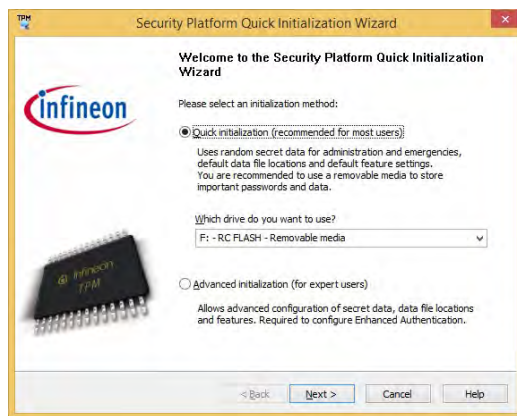 TPM
Security Platform Quick Initialization Wizard
Welcome to the Security Platform Quick Initialization
Wizard
infineon
Please select an initialization method:
Quick initialization (recommended for most users)
Uses random secret data for administration and emergencies,
default data file locations and default feature settings.
You are recommended to use a removable media to store
important passwords and data.
Which drive do you want to use?
F: - RC FLASH - Removable media
infineon
TPM
Advanced initialization (for expert users)
Allows advanced configuration of secret data, data file locations
and features. Required to configure Enhanced Authentication.
< Back
Next >
Cancel
Help